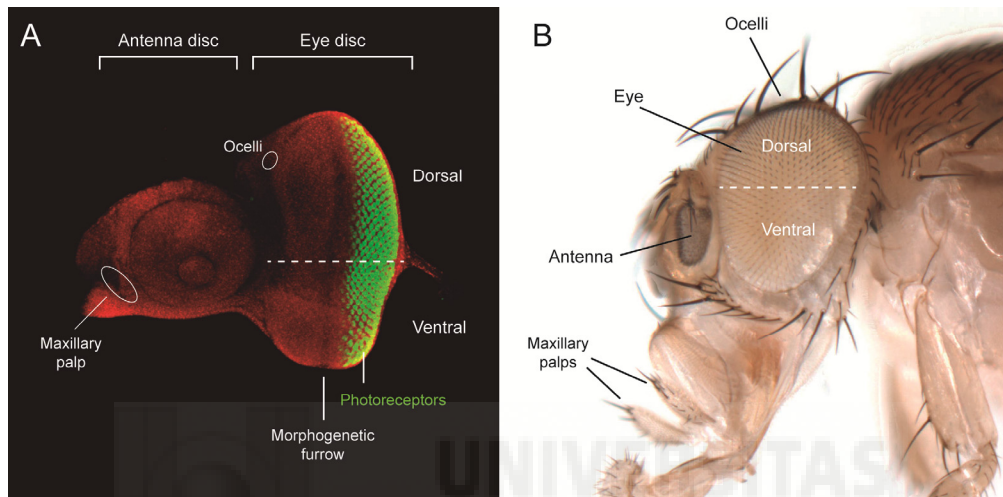 A
Antenna disc
Eye disc
Ocelli
Dorsal
Ventral
Maxillary
palp
Photoreceptors
Morphogenetic
furrow
B
Ocelli
Eye
Dorsal
Ventral
Antenna
Maxillary
palps
UNIVERSITAS